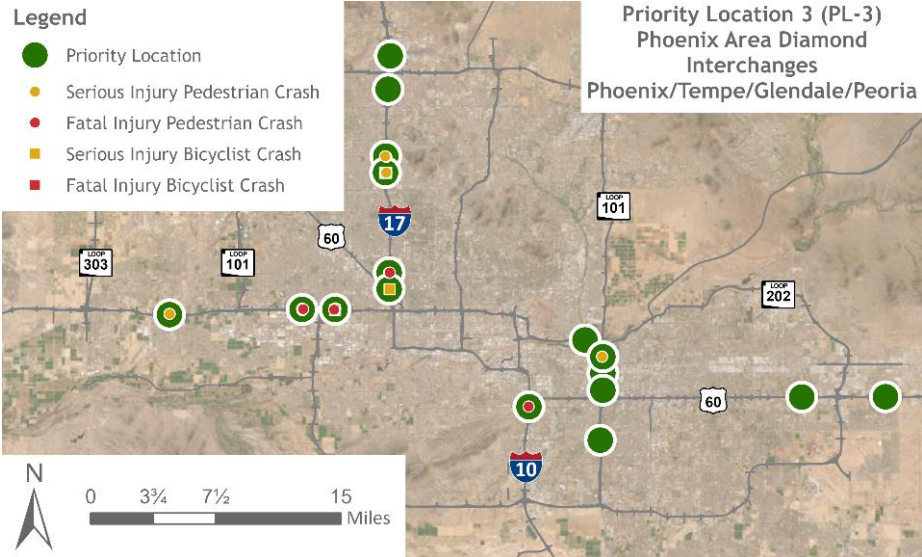 Legend
Priority Location
Serious Injury Pedestrian Crash
Fatal Injury Pedestrian Crash
Serious Injury Bicyclist Crash
Fatal Injury Bicyclist Crash
Priority Location 3 (PL-3)
Phoenix Area Diamond
Interchanges
Phoenix/Tempe/Glendale/Peoria
17
60
LOOP
101
LOOP
303
LOOP
101
LOOP
202
60
10
N
0 3¾ 7½ 15
Miles